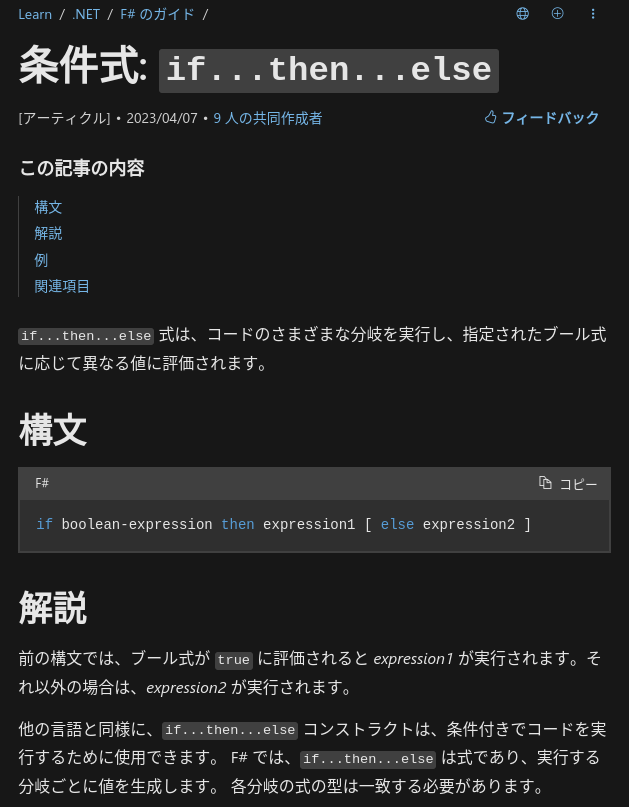 Learn / .NET / F# のガイド /
条件式: if...then...else
[アーティクル] • 2023/04/07 • 9 人の共同作成者 フィードバック
この記事の内容
構文
解説
例
関連項目
if...then...else 式は、コードのさまざまな分岐を実行し、指定されたブール式
に応じて異なる値に評価されます。
構文
F# コピー
if boolean-expression then expression1 [ else expression2 ]
解説
前の構文では、ブール式が true に評価されると expression1 が実行されます。そ
れ以外の場合は、expression2 が実行されます。
他の言語と同様に、if...then...else コンストラクトは、条件付きでコードを実
行するために使用できます。 F# では、if...then...else は式であり、実行する
分岐ごとに値を生成します。 各分岐の式の型は一致する必要があります。